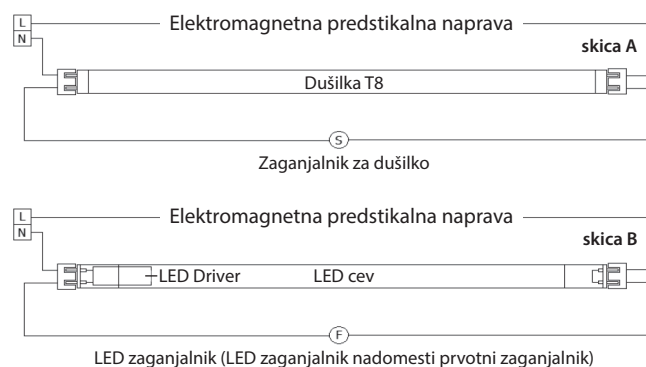 L
Elektromagnetna predstikalna naprava
N
skica A
Dušilka T8
S
Zaganjalnik za dušilko
L
Elektromagnetna predstikalna naprava
N
skica B
LED Driver LED cev
F
LED zaganjalnik (LED zaganjalnik nadomesti prvotni zaganjalnik)